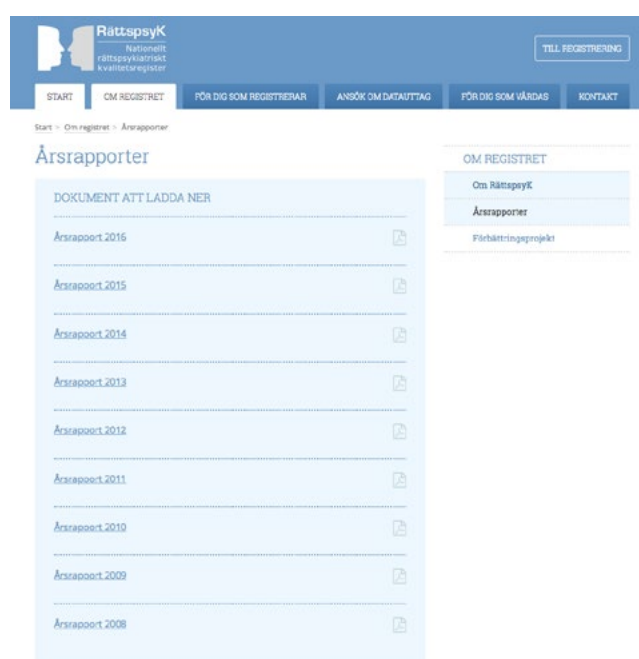 RättspsyK
Nationellt
rättspsykiatriskt
kvalitetsregister
TILL REGISTRERING
START
OM REGISTRET
FÖR DIG SOM REGISTRERAR
ANSÖK OM DATAUTTAG
FÖR DIG SOM VÅRDAS
KONTAKT
Start > Om registret > Årsrapporter
Årsrapporter
DOKUMENT ATT LADDA NER
Årsrapport 2016
Årsrapport 2015
Årsrapport 2014
Årsrapport 2013
Årsrapport 2012
Årsrapport 2011
Årsrapport 2010
Årsrapport 2009
Årsrapport 2008
OM REGISTRET
Om RättspsyK
Årsrapporter
Förbättringsprojekt